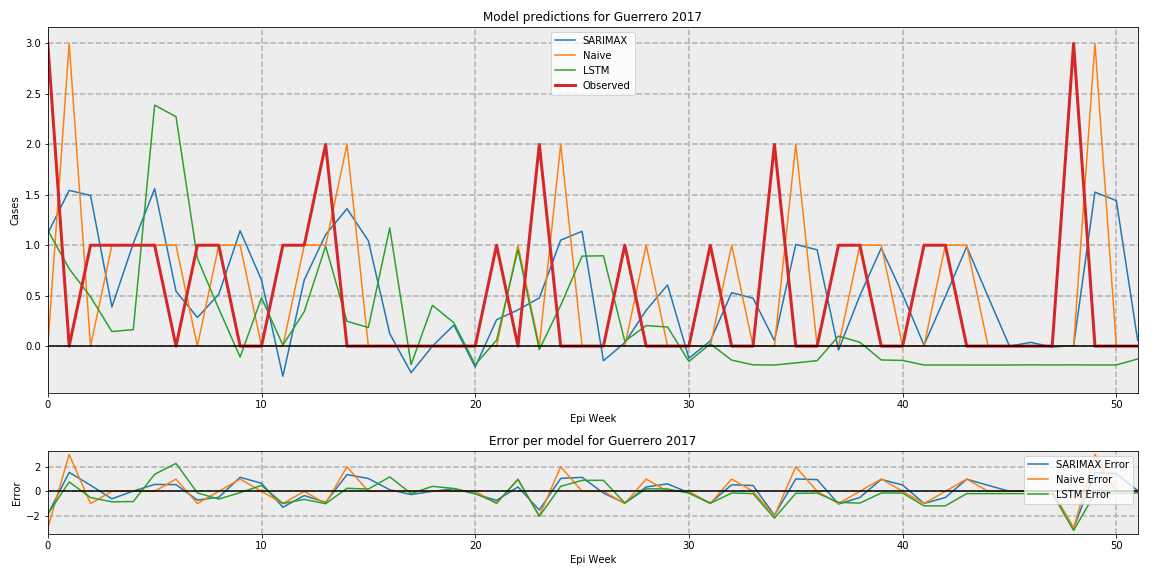 Model predictions for Guerrero 2017
SARIMAX
Naive
LSTM
Observed
Cases
3.0
2.5
2.0
1.5
1.0
0.5
0.0
0 10 20 30 40 50
Epi Week
Error per model for Guerrero 2017
SARIMAX Error
Naive Error
LSTM Error
Error
2
0
−2
0 10 20 30 40 50
Epi Week